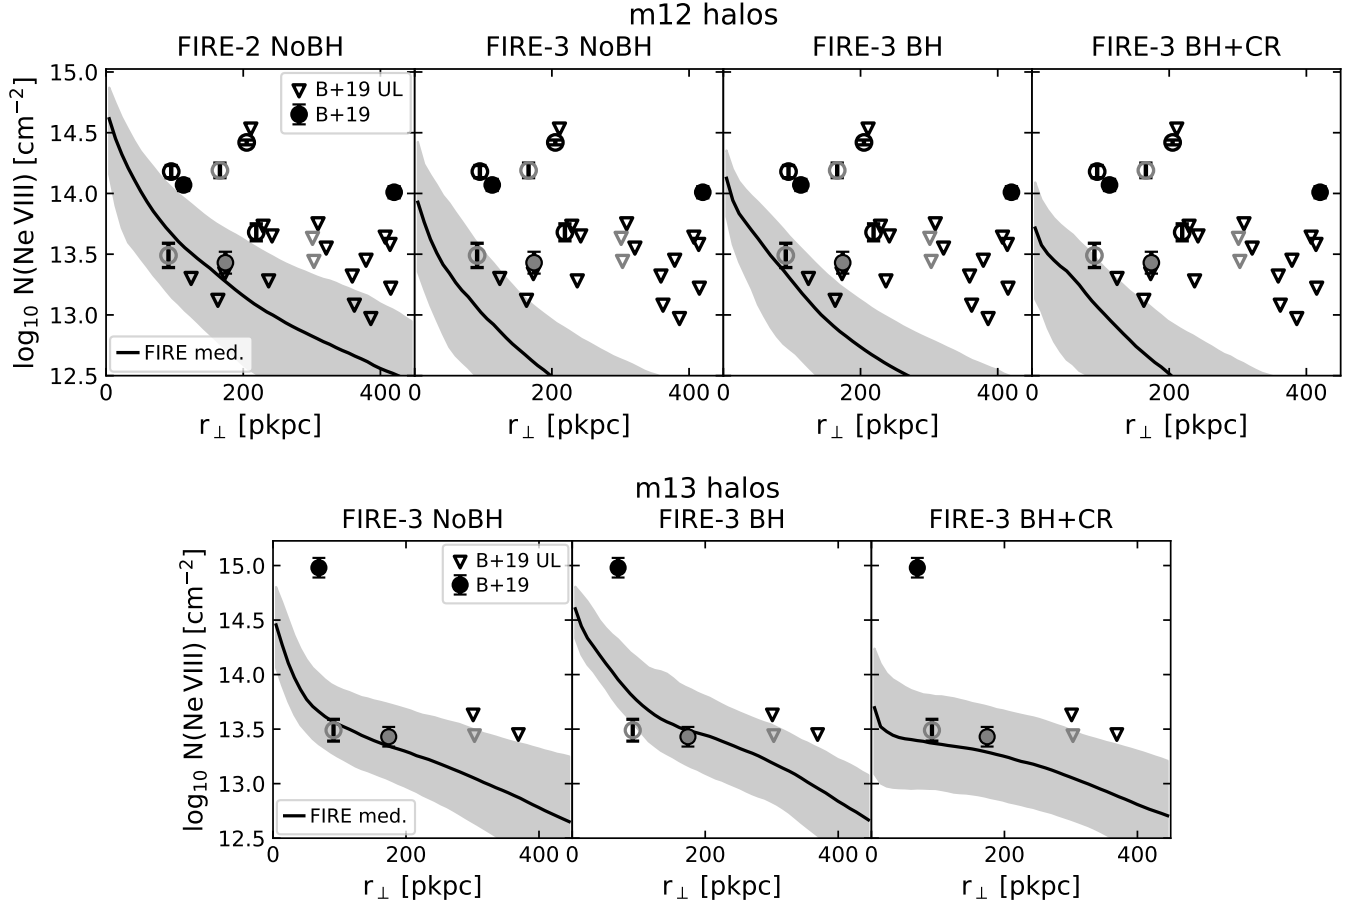 m12 halos
FIRE-2 NoBH FIRE-3 NoBH FIRE-3 BH FIRE-3 BH+CR
log₁₀ N(Ne VIII) [cm⁻²]
15.0
14.5
14.0
13.5
13.0
12.5
B+19 UL
B+19
FIRE med.
0 200 400 0 200 400 0 200 400 0 200 400
r⊥ [pkpc] r⊥ [pkpc] r⊥ [pkpc] r⊥ [pkpc]
m13 halos
FIRE-3 NoBH FIRE-3 BH FIRE-3 BH+CR
log₁₀ N(Ne VIII) [cm⁻²]
15.0
14.5
14.0
13.5
13.0
12.5
B+19 UL
B+19
FIRE med.
0 200 400 0 200 400 0 200 400
r⊥ [pkpc] r⊥ [pkpc] r⊥ [pkpc]